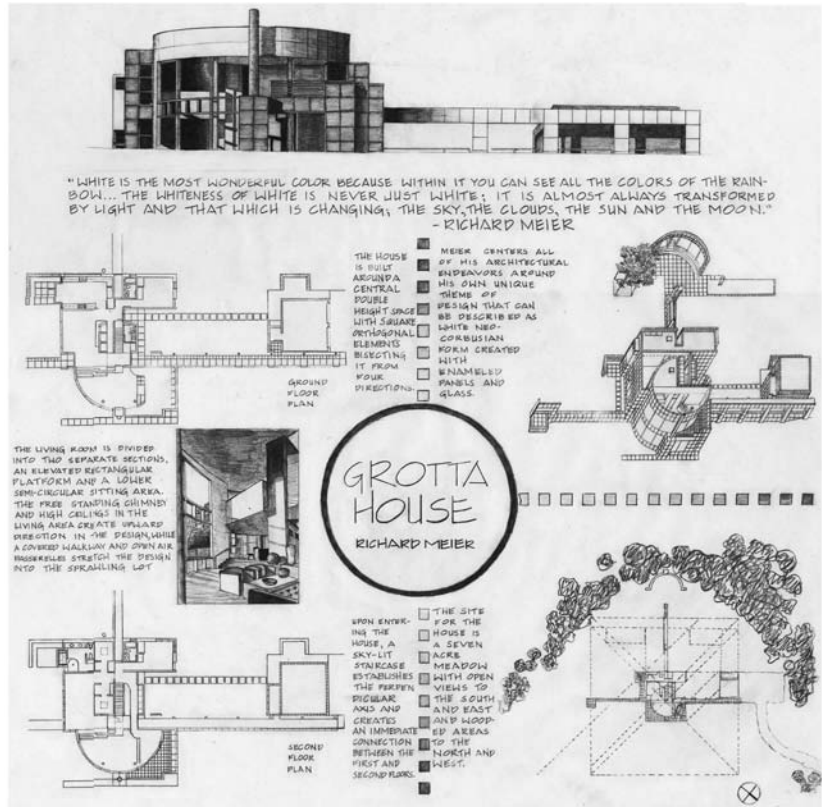 "WHITE IS THE MOST WONDERFUL COLOR BECAUSE WITHIN IT YOU CAN SEE ALL THE COLORS OF THE RAIN-
BOW... THE WHITENESS OF WHITE IS NEVER JUST WHITE; IT IS ALMOST ALWAYS TRANSFORMED
BY LIGHT AND THAT WHICH IS CHANGING; THE SKY, THE CLOUDS, THE SUN AND THE MOON."
- RICHARD MEIER
THE HOUSE
IS BUILT
AROUND A
CENTRAL
DOUBLE
HEIGHT SPACE
WITH SQUARE
ORTHOGONAL
ELEMENTS
BISECTING
IT FROM
FOUR
DIRECTIONS.
MEIER CENTERS ALL
OF HIS ARCHITECTURAL
ENDEAVORS AROUND
HIS OWN UNIQUE
THEME OF
DESIGN THAT CAN
BE DESCRIBED AS
WHITE NEO-
CORBUSIAN
FORM CREATED
WITH
ENAMELED
PANELS AND
GLASS.
GROUND
FLOOR
PLAN
THE LIVING ROOM IS DIVIDED
INTO TWO SEPARATE SECTIONS,
AN ELEVATED RECTANGULAR
PLATFORM AND A LOWER
SEMI-CIRCULAR SITTING AREA.
THE FREE STANDING CHIMNEY
AND HIGH CEILINGS IN THE
LIVING AREA CREATE UPWARD
DIRECTION IN THE DESIGN, WHILE
A COVERED WALKWAY AND OPEN AIR
PASSERELLES STRETCH THE DESIGN
INTO THE SPRAWLING LOT
GROTTA
HOUSE
RICHARD MEIER
UPON ENTER-
ING THE
HOUSE, A
SKY-LIT
STAIRCASE
ESTABLISHES
THE PERPEN
DICULAR
AXIS AND
CREATES
AN IMMEDIATE
CONNECTION
BETWEEN THE
FIRST AND
SECOND FLOORS.
THE SITE
FOR THE
HOUSE IS
A SEVEN
ACRE
MEADOW
WITH OPEN
VIEWS TO
THE SOUTH
AND EAST
AND WOOD-
ED AREAS
TO THE
NORTH AND
WEST.
SECOND
FLOOR
PLAN